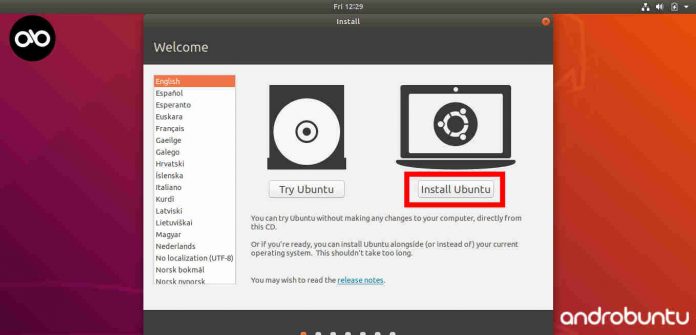 Fri 12:29
Install
Welcome
English
Español
Esperanto
Euskara
Français
Gaeilge
Galego
Hrvatski
Íslenska
Italiano
Kurdî
Latviski
Lietuviškai
Magyar
Nederlands
No localization (UTF-8)
Norsk bokmål
Norsk nynorsk
Try Ubuntu
Install Ubuntu
You can try Ubuntu without making any changes to your computer, directly from
this CD.
Or if you're ready, you can install Ubuntu alongside (or instead of) your current
operating system. This shouldn't take too long.
You may wish to read the release notes.
androbuntu